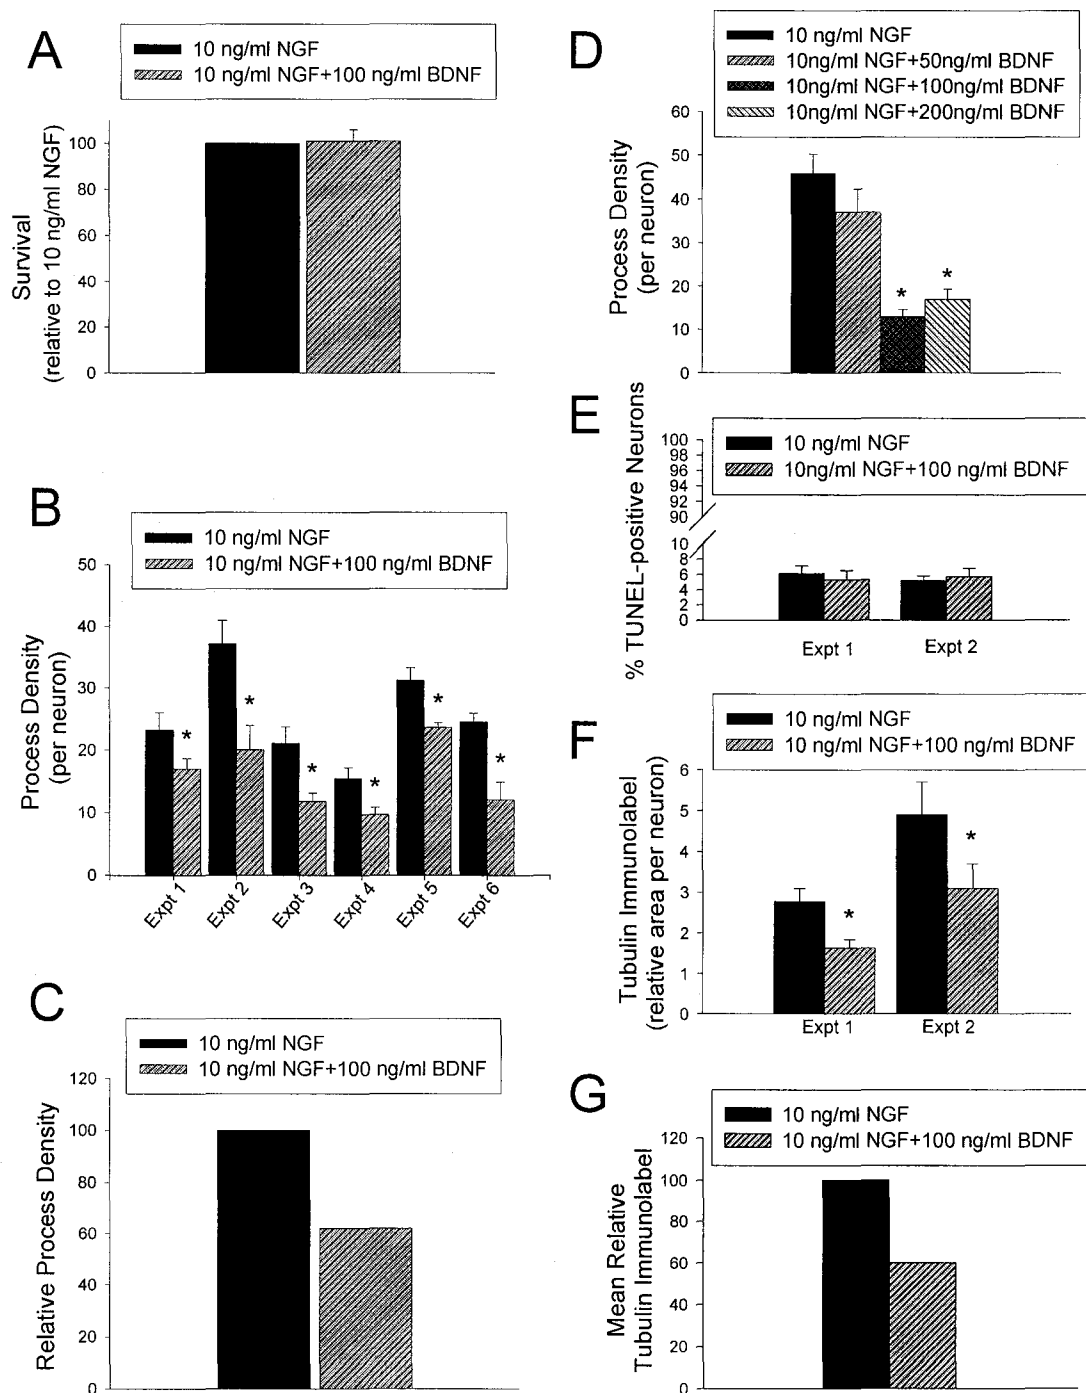 A
10 ng/ml NGF
10 ng/ml NGF+100 ng/ml BDNF
Survival
(relative to 10 ng/ml NGF)
100
80
60
40
20
0
B
10 ng/ml NGF
10 ng/ml NGF+100 ng/ml BDNF
Process Density
(per neuron)
50
40
30
20
10
0
*
*
*
*
*
*
Expt 1
Expt 2
Expt 3
Expt 4
Expt 5
Expt 6
C
10 ng/ml NGF
10 ng/ml NGF+100 ng/ml BDNF
Relative Process Density
120
100
80
60
40
20
0
D
10 ng/ml NGF
10ng/ml NGF+50ng/ml BDNF
10ng/ml NGF+100ng/ml BDNF
10ng/ml NGF+200ng/ml BDNF
Process Density
(per neuron)
60
50
40
30
20
10
0
*
*
E
10 ng/ml NGF
10ng/ml NGF+100 ng/ml BDNF
% TUNEL-positive Neurons
100
98
96
94
92
90
10
8
6
4
2
0
Expt 1
Expt 2
F
10 ng/ml NGF
10 ng/ml NGF+100 ng/ml BDNF
Tubulin Immunolabel
(relative area per neuron)
6
5
4
3
2
1
0
*
*
Expt 1
Expt 2
G
10 ng/ml NGF
10 ng/ml NGF+100 ng/ml BDNF
Mean Relative
Tubulin Immunolabel
120
100
80
60
40
20
0